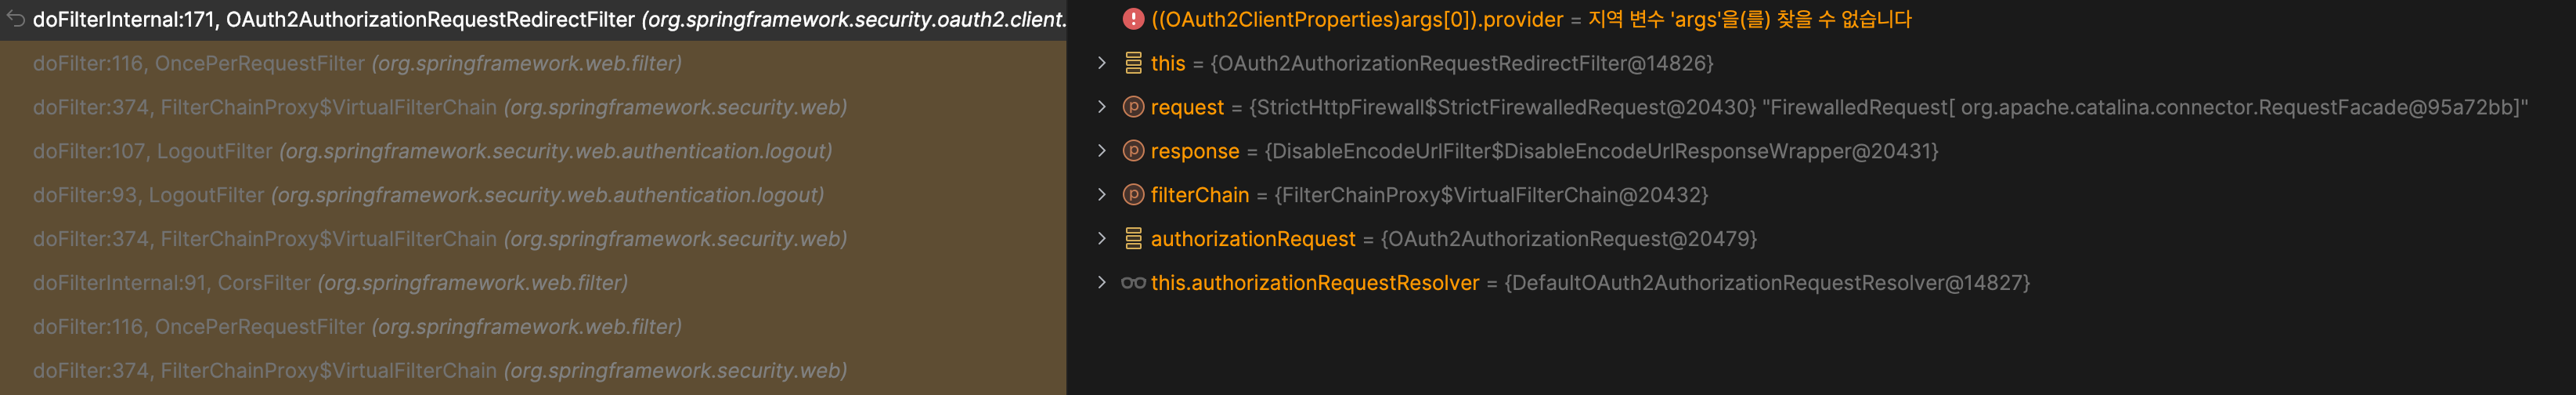 doFilterInternal:171, OAuth2AuthorizationRequestRedirectFilter (org.springframework.security.oauth2.client.
doFilter:116, OncePerRequestFilter (org.springframework.web.filter)
doFilter:374, FilterChainProxy$VirtualFilterChain (org.springframework.security.web)
doFilter:107, LogoutFilter (org.springframework.security.web.authentication.logout)
doFilter:93, LogoutFilter (org.springframework.security.web.authentication.logout)
doFilter:374, FilterChainProxy$VirtualFilterChain (org.springframework.security.web)
doFilterInternal:91, CorsFilter (org.springframework.web.filter)
doFilter:116, OncePerRequestFilter (org.springframework.web.filter)
doFilter:374, FilterChainProxy$VirtualFilterChain (org.springframework.security.web)
((OAuth2ClientProperties)args[0]).provider = 지역 변수 'args'을(를) 찾을 수 없습니다
this = {OAuth2AuthorizationRequestRedirectFilter@14826}
request = {StrictHttpFirewall$StrictFirewalledRequest@20430} "FirewalledRequest[ org.apache.catalina.connector.RequestFacade@95a72bb]"
response = {DisableEncodeUrlFilter$DisableEncodeUrlResponseWrapper@20431}
filterChain = {FilterChainProxy$VirtualFilterChain@20432}
authorizationRequest = {OAuth2AuthorizationRequest@20479}
this.authorizationRequestResolver = {DefaultOAuth2AuthorizationRequestResolver@14827}